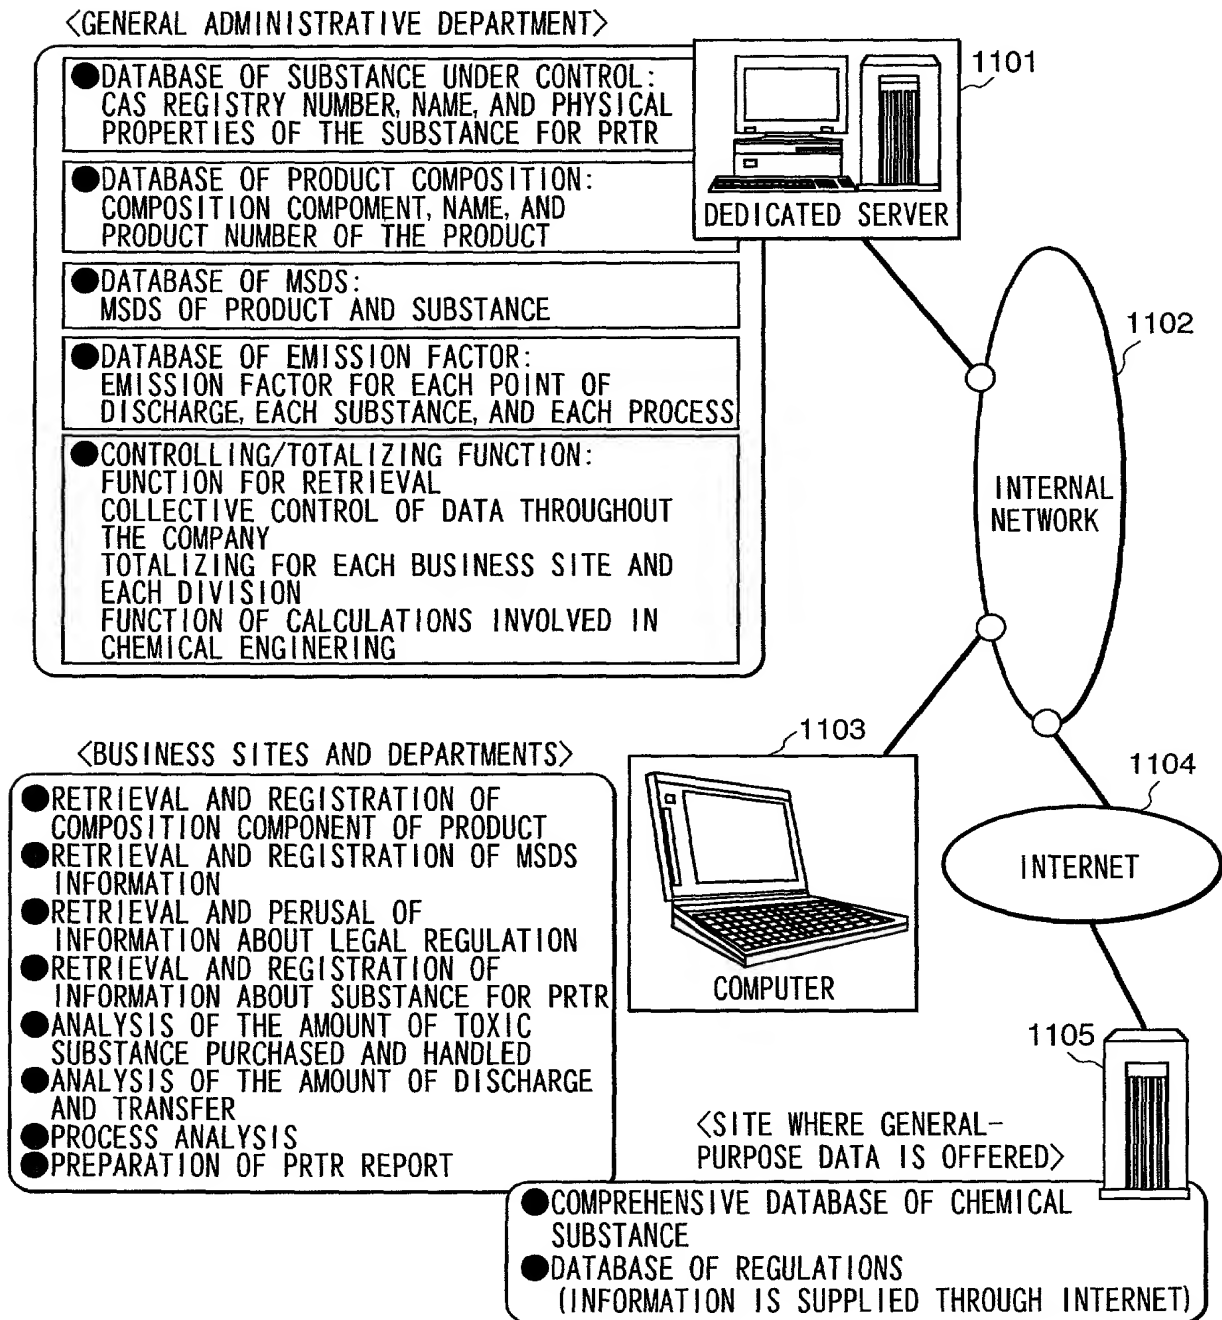 <GENERAL ADMINISTRATIVE DEPARTMENT>
●DATABASE OF SUBSTANCE UNDER CONTROL:
CAS REGISTRY NUMBER, NAME, AND PHYSICAL
PROPERTIES OF THE SUBSTANCE FOR PRTR
●DATABASE OF PRODUCT COMPOSITION:
COMPOSITION COMPOMENT, NAME, AND
PRODUCT NUMBER OF THE PRODUCT
●DATABASE OF MSDS:
MSDS OF PRODUCT AND SUBSTANCE
●DATABASE OF EMISSION FACTOR:
EMISSION FACTOR FOR EACH POINT OF
DISCHARGE, EACH SUBSTANCE, AND EACH PROCESS
●CONTROLLING/TOTALIZING FUNCTION:
FUNCTION FOR RETRIEVAL
COLLECTIVE CONTROL OF DATA THROUGHOUT
THE COMPANY
TOTALIZING FOR EACH BUSINESS SITE AND
EACH DIVISION
FUNCTION OF CALCULATIONS INVOLVED IN
CHEMICAL ENGINERING
1101
DEDICATED SERVER
1102
INTERNAL
NETWORK
<BUSINESS SITES AND DEPARTMENTS>
●RETRIEVAL AND REGISTRATION OF
COMPOSITION COMPONENT OF PRODUCT
●RETRIEVAL AND REGISTRATION OF MSDS
INFORMATION
●RETRIEVAL AND PERUSAL OF
INFORMATION ABOUT LEGAL REGULATION
●RETRIEVAL AND REGISTRATION OF
INFORMATION ABOUT SUBSTANCE FOR PRTR
●ANALYSIS OF THE AMOUNT OF TOXIC
SUBSTANCE PURCHASED AND HANDLED
●ANALYSIS OF THE AMOUNT OF DISCHARGE
AND TRANSFER
●PROCESS ANALYSIS
●PREPARATION OF PRTR REPORT
1103
COMPUTER
1104
INTERNET
1105
<SITE WHERE GENERAL-
PURPOSE DATA IS OFFERED>
●COMPREHENSIVE DATABASE OF CHEMICAL
SUBSTANCE
●DATABASE OF REGULATIONS
(INFORMATION IS SUPPLIED THROUGH INTERNET)